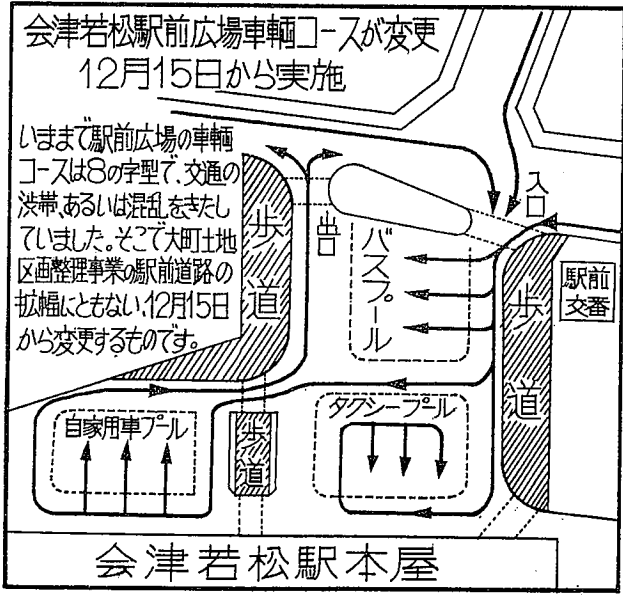 会津若松駅前広場車輌コースが変更
12月15日から実施
いままで駅前広場の車輌
コースは8の字型で、交通の
渋帯、あるいは混乱をきたし
ていました。そこで大町土地
区画整理事業の駅前道路の
拡幅にともない、12月15日
から変更するものです。
歩道
出口
バスプール
入口
駅前
交番
歩道
自家用車プール
歩道
タクシープール
会津若松駅本屋